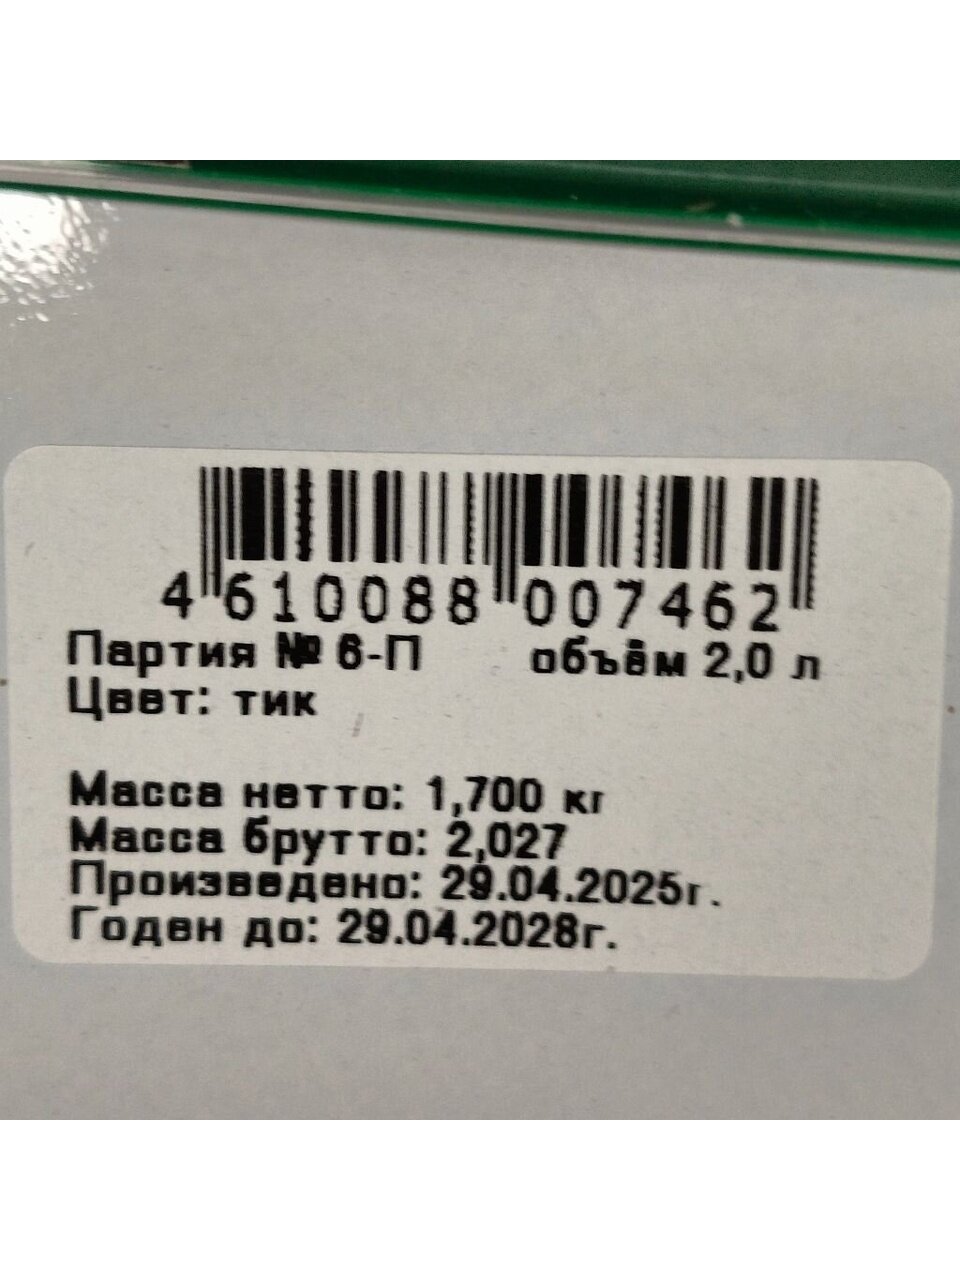 4 610088 007462
Партия № 6-П объём 2,0 л
Цвет: тик
Масса нетто: 1,700 кг
Масса брутто: 2,027
Произведено: 29.04.2025г.
Годен до: 29.04.2028г.